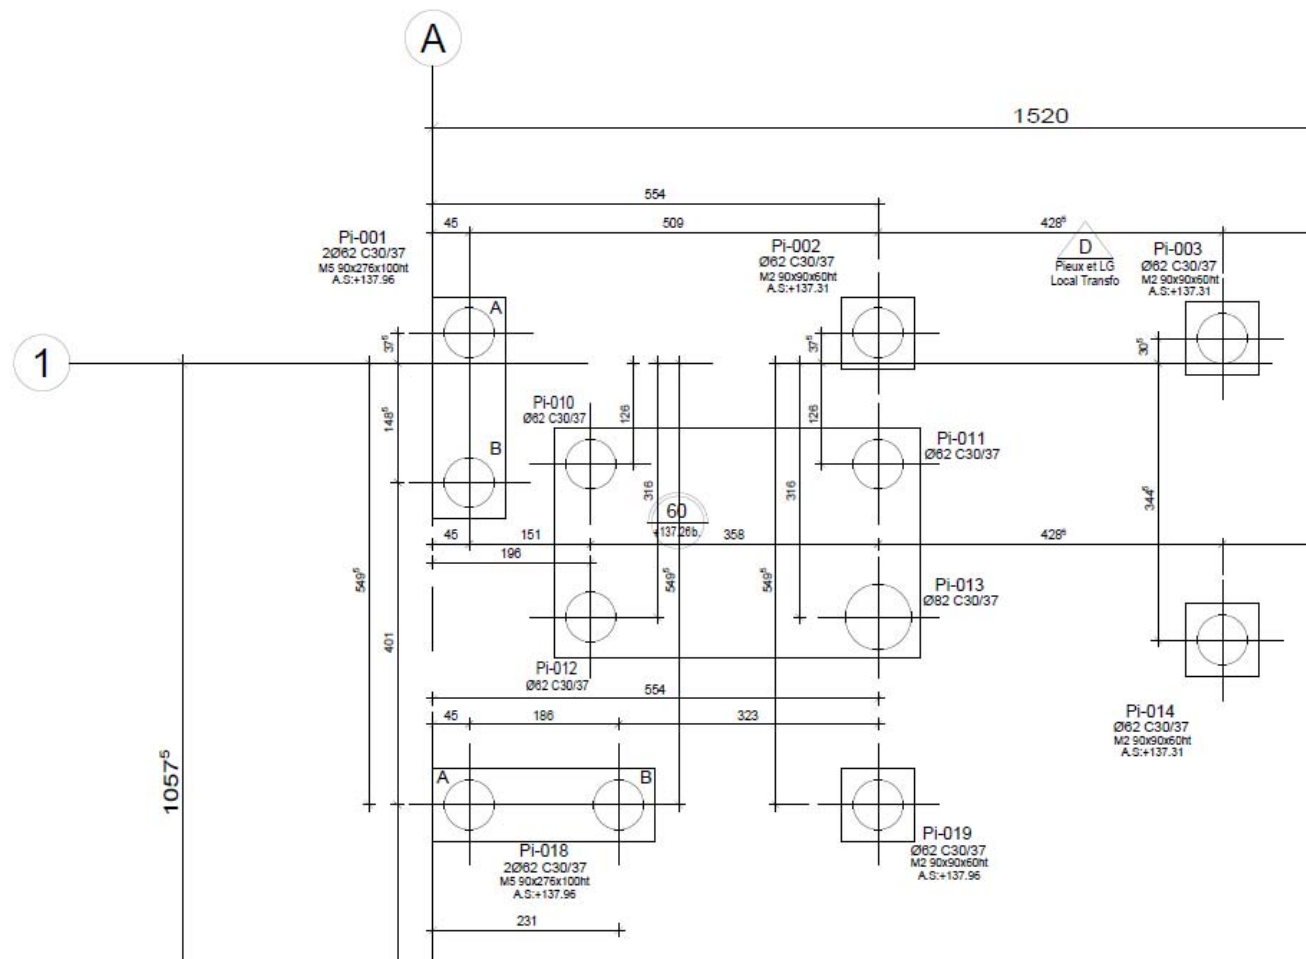 A
1520
554
45
509
428⁵
Pi-001
2Ø62 C30/37
M5 90x276x100ht
A.S:+137.96
Pi-002
Ø62 C30/37
M2 90x90x60ht
A.S:+137.31
D
Pieux et LG
Local Transfo
Pi-003
Ø62 C30/37
M2 90x90x60ht
A.S:+137.31
A
1
37⁵
37⁵
30⁵
148⁵
Pi-010
Ø62 C30/37
126
126
B
Pi-011
Ø62 C30/37
316
316
60
+137.26b.
344⁵
45
151
358
428⁵
196
549⁵
549⁵
549⁵
Pi-013
Ø82 C30/37
401
Pi-012
Ø62 C30/37
554
45
186
323
Pi-014
Ø62 C30/37
M2 90x90x60ht
A.S:+137.31
1057⁵
A
B
Pi-018
2Ø62 C30/37
M5 90x276x100ht
A.S:+137.96
Pi-019
Ø62 C30/37
M2 90x90x60ht
A.S:+137.96
231